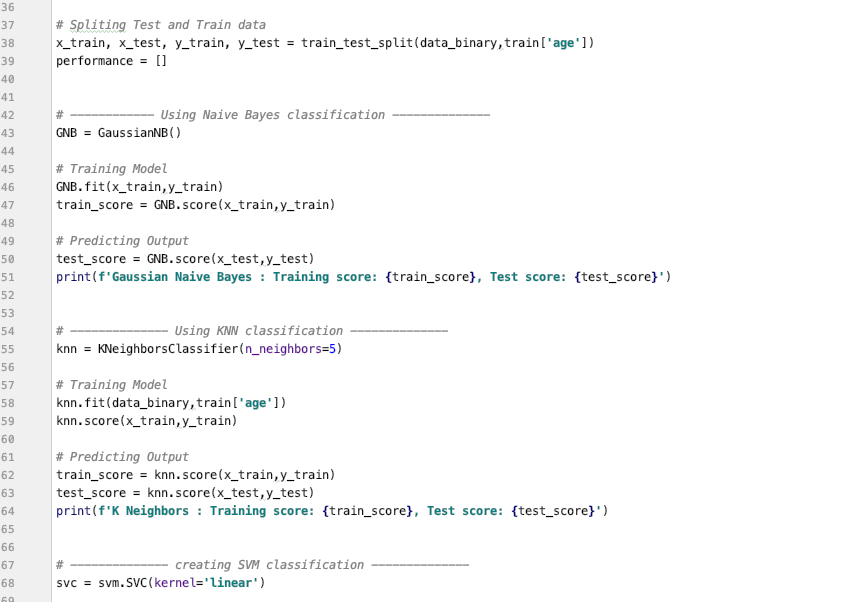 36
37 # Spliting Test and Train data
38 x_train, x_test, y_train, y_test = train_test_split(data_binary,train['age'])
39 performance = []
40
41
42 # ———————————— Using Naive Bayes classification ——————————————
43 GNB = GaussianNB()
44
45 # Training Model
46 GNB.fit(x_train,y_train)
47 train_score = GNB.score(x_train,y_train)
48
49 # Predicting Output
50 test_score = GNB.score(x_test,y_test)
51 print(f'Gaussian Naive Bayes : Training score: {train_score}, Test score: {test_score}')
52
53
54 # —————————————— Using KNN classification ——————————————
55 knn = KNeighborsClassifier(n_neighbors=5)
56
57 # Training Model
58 knn.fit(data_binary,train['age'])
59 knn.score(x_train,y_train)
60
61 # Predicting Output
62 train_score = knn.score(x_train,y_train)
63 test_score = knn.score(x_test,y_test)
64 print(f'K Neighbors : Training score: {train_score}, Test score: {test_score}')
65
66
67 # —————————————— creating SVM classification ——————————————
68 svc = svm.SVC(kernel='linear')
69